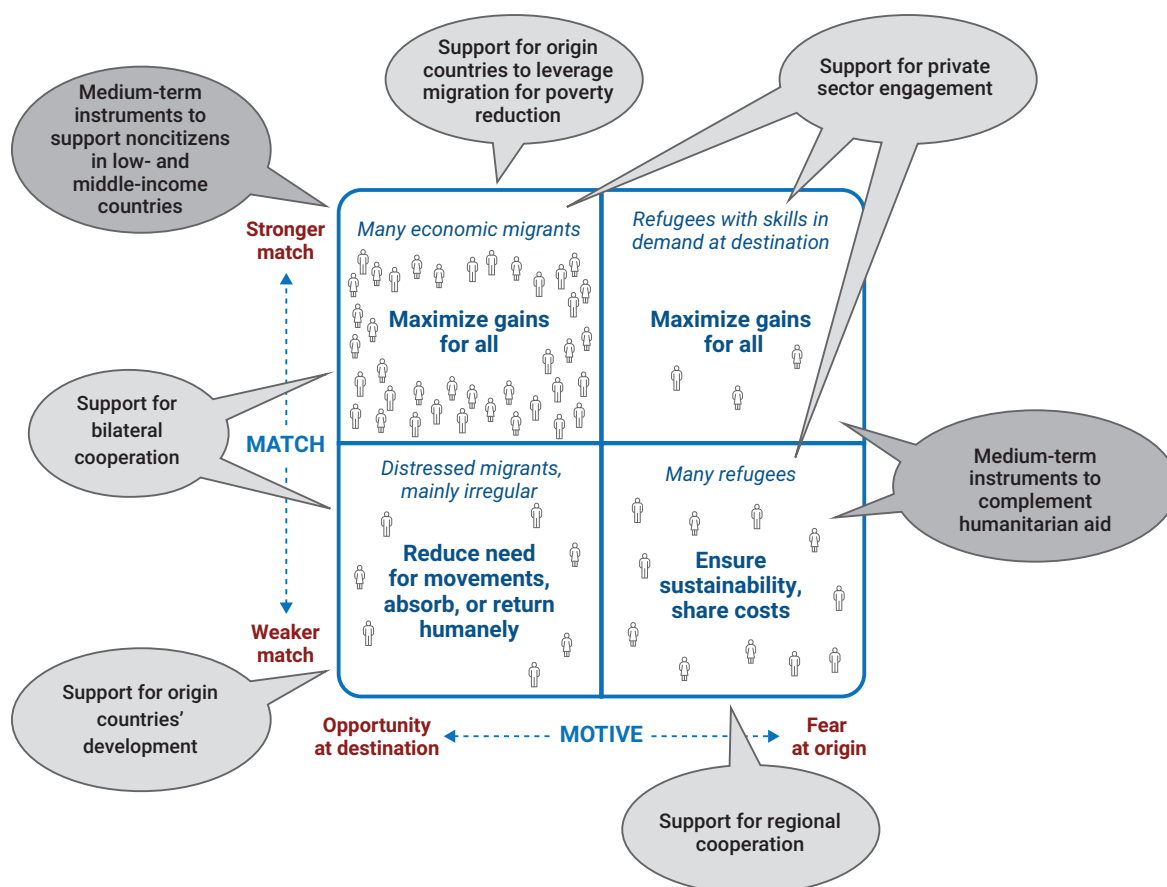 Support for origin
countries to leverage
migration for poverty
reduction
Support for private
sector engagement
Medium-term
instruments to
support noncitizens
in low- and
middle-income
countries
Stronger
match
Many economic migrants
Maximize gains
for all
Refugees with skills in
demand at destination
Maximize gains
for all
Support for
bilateral
cooperation
MATCH
Medium-term
instruments to
complement
humanitarian aid
Distressed migrants,
mainly irregular
Reduce need
for movements,
absorb, or return
humanely
Many refugees
Ensure
sustainability,
share costs
Weaker
match
Support for origin
countries’
development
Opportunity
at destination
MOTIVE
Fear
at origin
Support for regional
cooperation